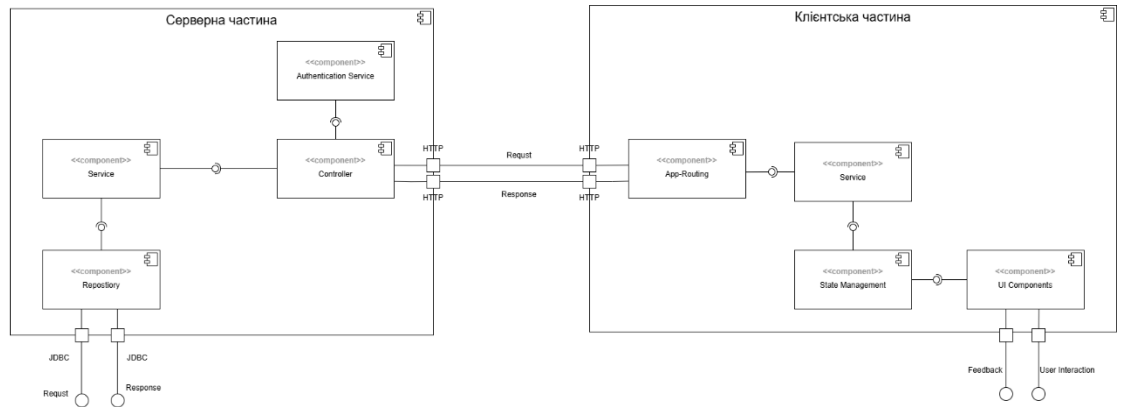 Серверна частина
<<component>>
Authentication Service
<<component>>
Service
<<component>>
Controller
HTTP
HTTP
<<component>>
Repostiory
JDBC
JDBC
Requst
Response
Requst
Response
Клієнтська частина
HTTP
HTTP
<<component>>
App-Routing
<<component>>
Service
<<component>>
State Management
<<component>>
UI Components
Feedback
User Interaction